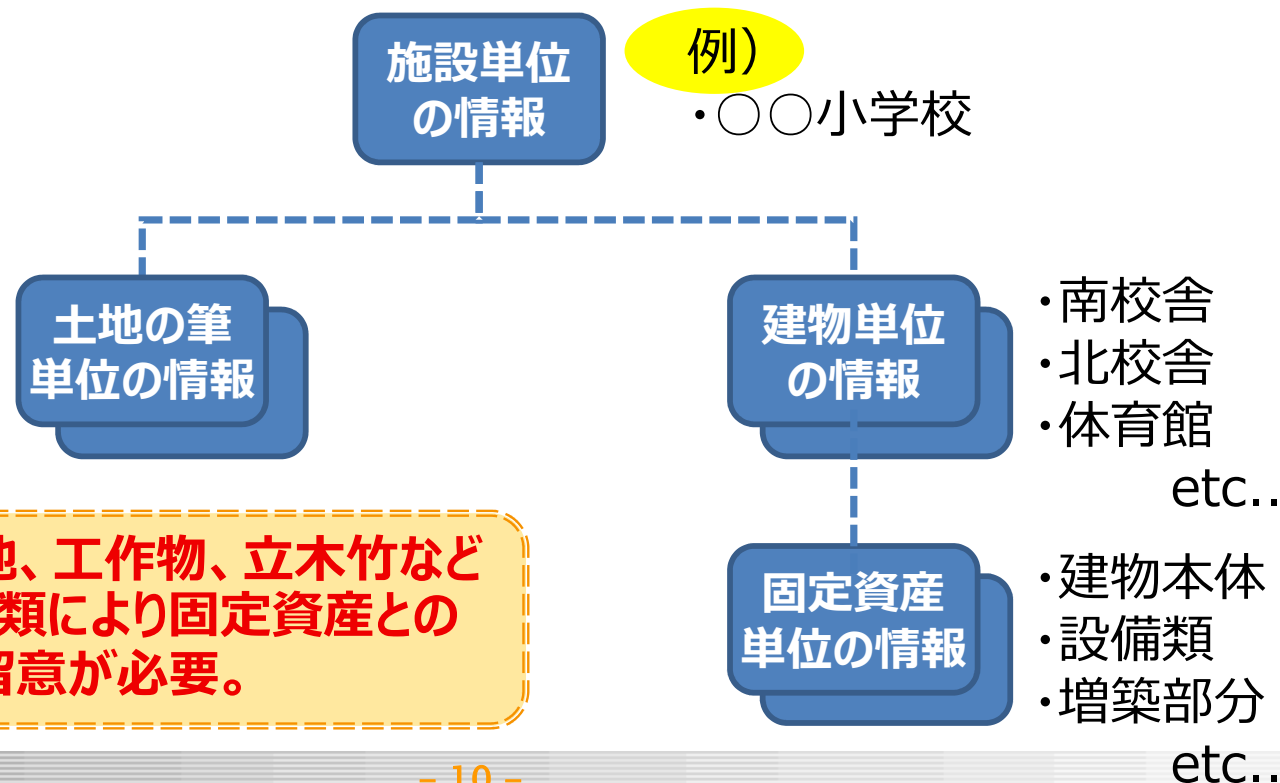 施設単位
の情報
例）
・○○小学校
土地の筆
単位の情報
建物単位
の情報
・南校舎
・北校舎
・体育館
etc..
地、工作物、立木竹など
類により固定資産との
留意が必要。
固定資産
単位の情報
・建物本体
・設備類
・増築部分
etc..
- 10 -